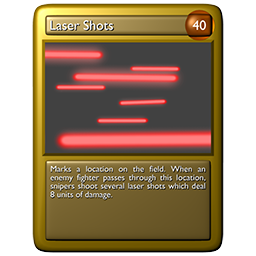 Laser Shots
40
Marks a location on the field. When an
enemy fighter passes through this location,
snipers shoot several laser shots which deal
8 units of damage.